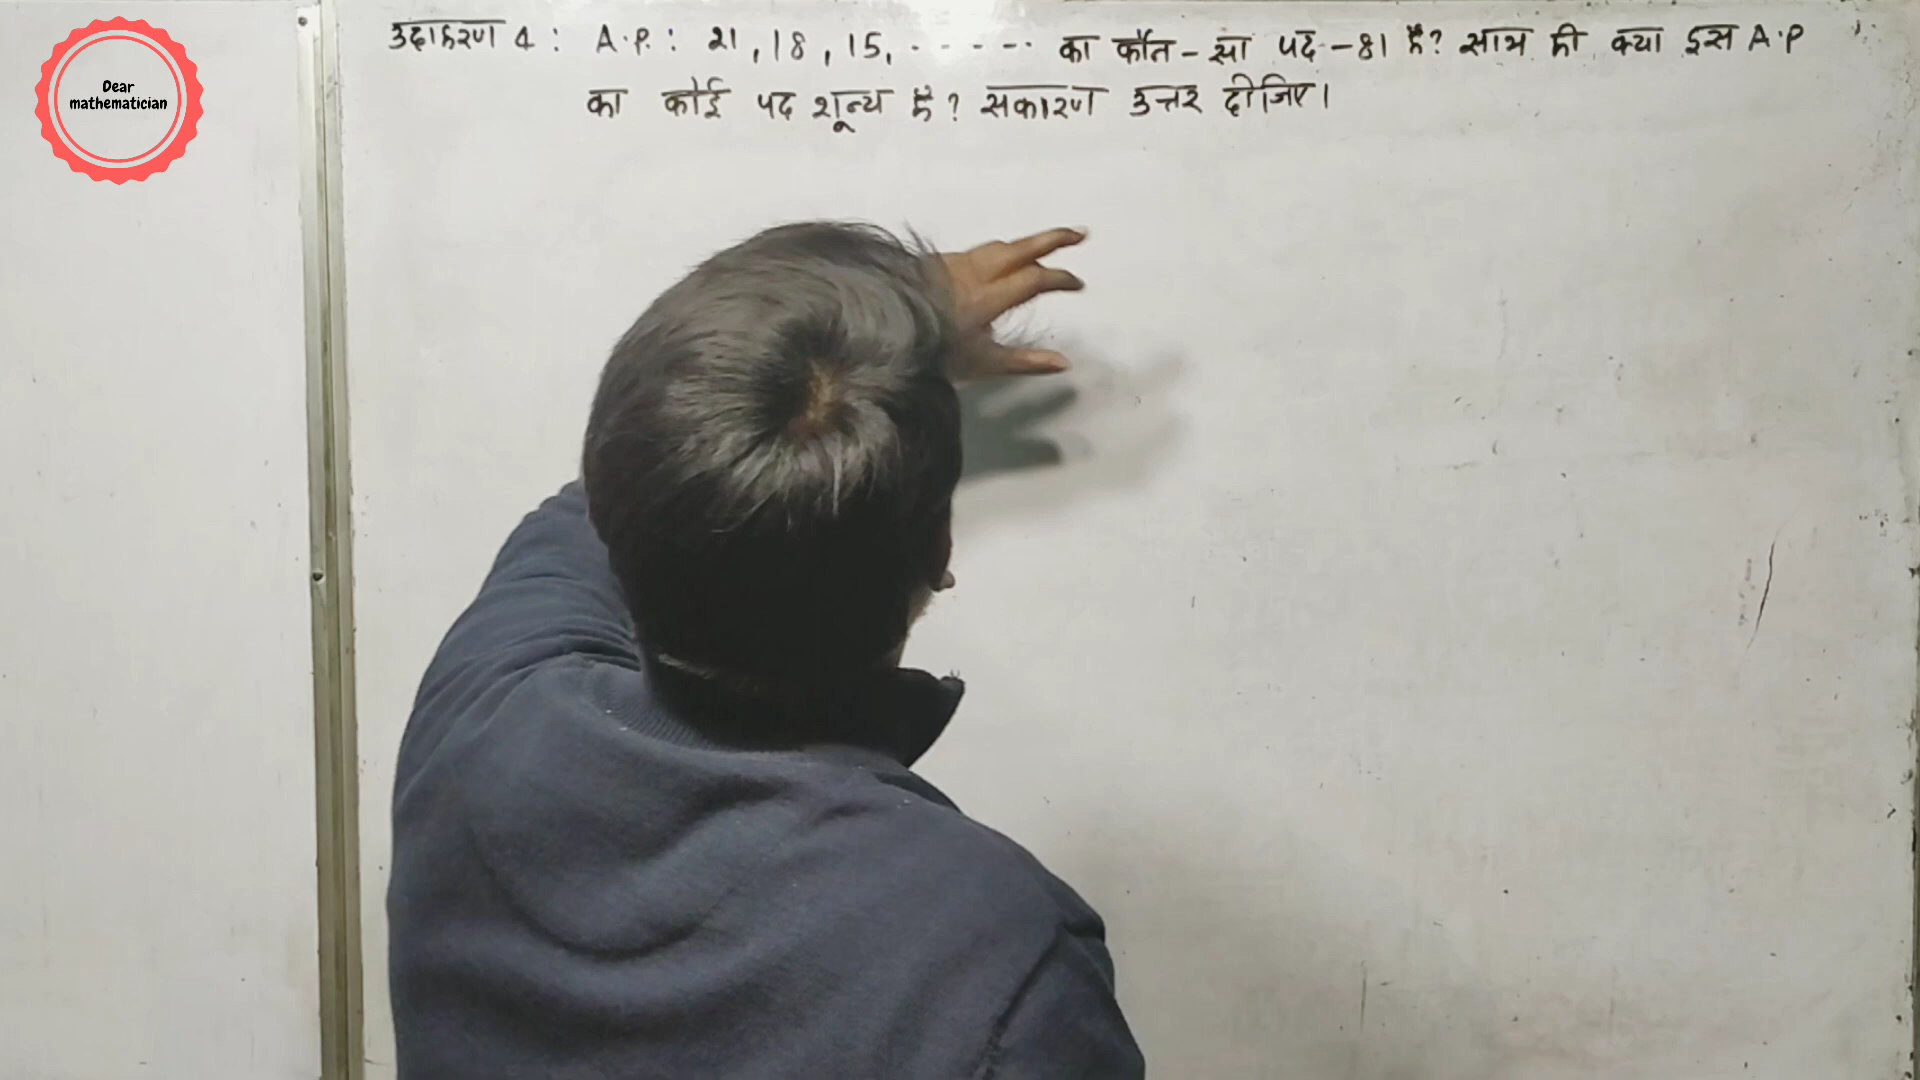 Dear
mathematician
उदाहरण 4 : A.P. : 21, 18, 15, ...... का कौन-सा पद -81 है? साथ ही क्या इस A.P
का कोई पद शून्य है? सकारण उत्तर दीजिए।